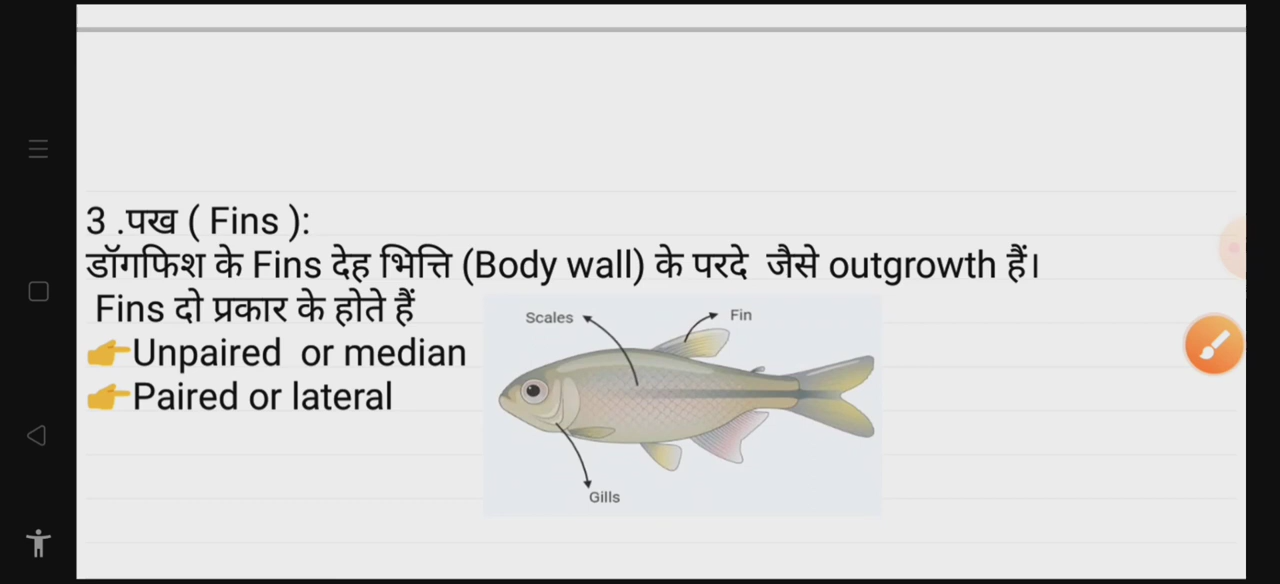 3 .पख ( Fins ):
डॉगफिश के Fins देह भित्ति (Body wall) के परदे जैसे outgrowth हैं।
Fins दो प्रकार के होते हैं
👉Unpaired or median
👉Paired or lateral
Scales
Fin
Gills